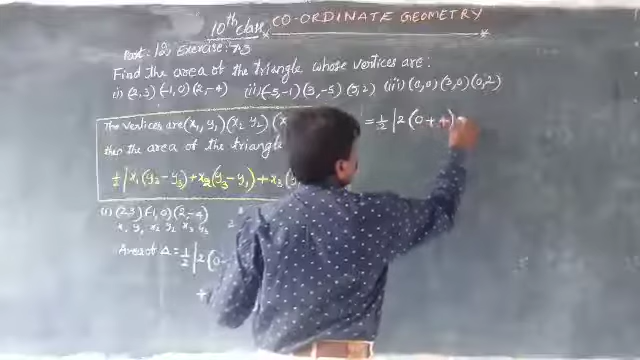 10th class CO-ORDINATE GEOMETRY
Part: 12, Exercise: 7.3
Find the area of the triangle whose vertices are:
(i) (2,3) (-1,0) (2,-4) (ii) (-5,-1) (3,-5) (5,2) (iii) (0,0) (3,0) (0,2)
The vertices are (x₁, y₁) (x₂ y₂) (x
then the area of the triangle
½ | x₁(y₂ - y₃) + x₂(y₃ - y₁) + x₃(y
(i) (2,3) (-1,0) (2,-4)
x₁ y₁ x₂ y₂ x₃ y₃
Area of Δ = ½ | 2(0-
+
= ½ | 2(0+4)